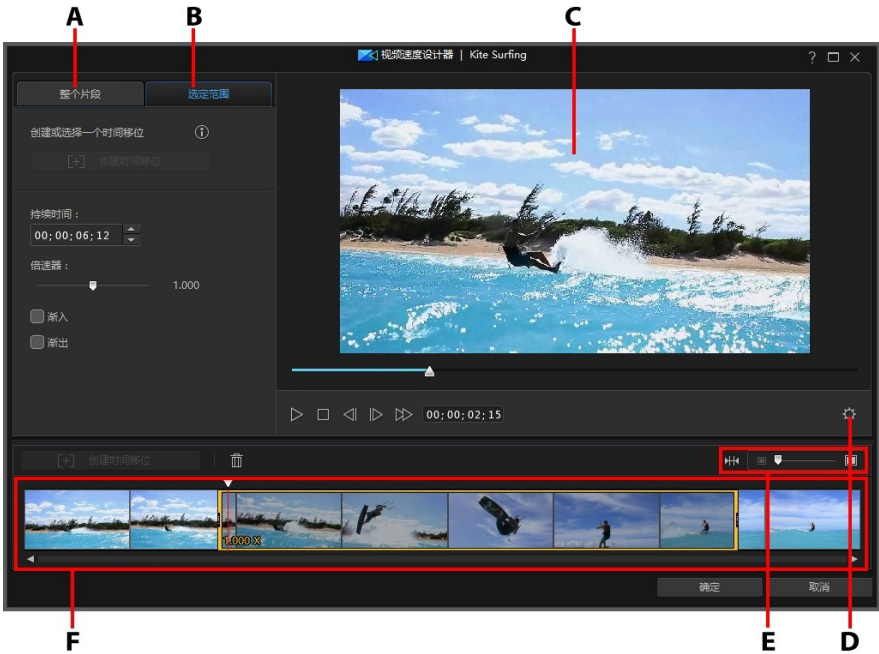 A B C
视频速度设计器 | Kite Surfing
整个片段 选定范围
创建或选择一个时间移位
[+] 创建时间移位
持续时间：
00;00;06;12
倍速器：
1.000
渐入
渐出
00;00;02;15
[+] 创建时间移位
1.000 X
确定 取消
F E D